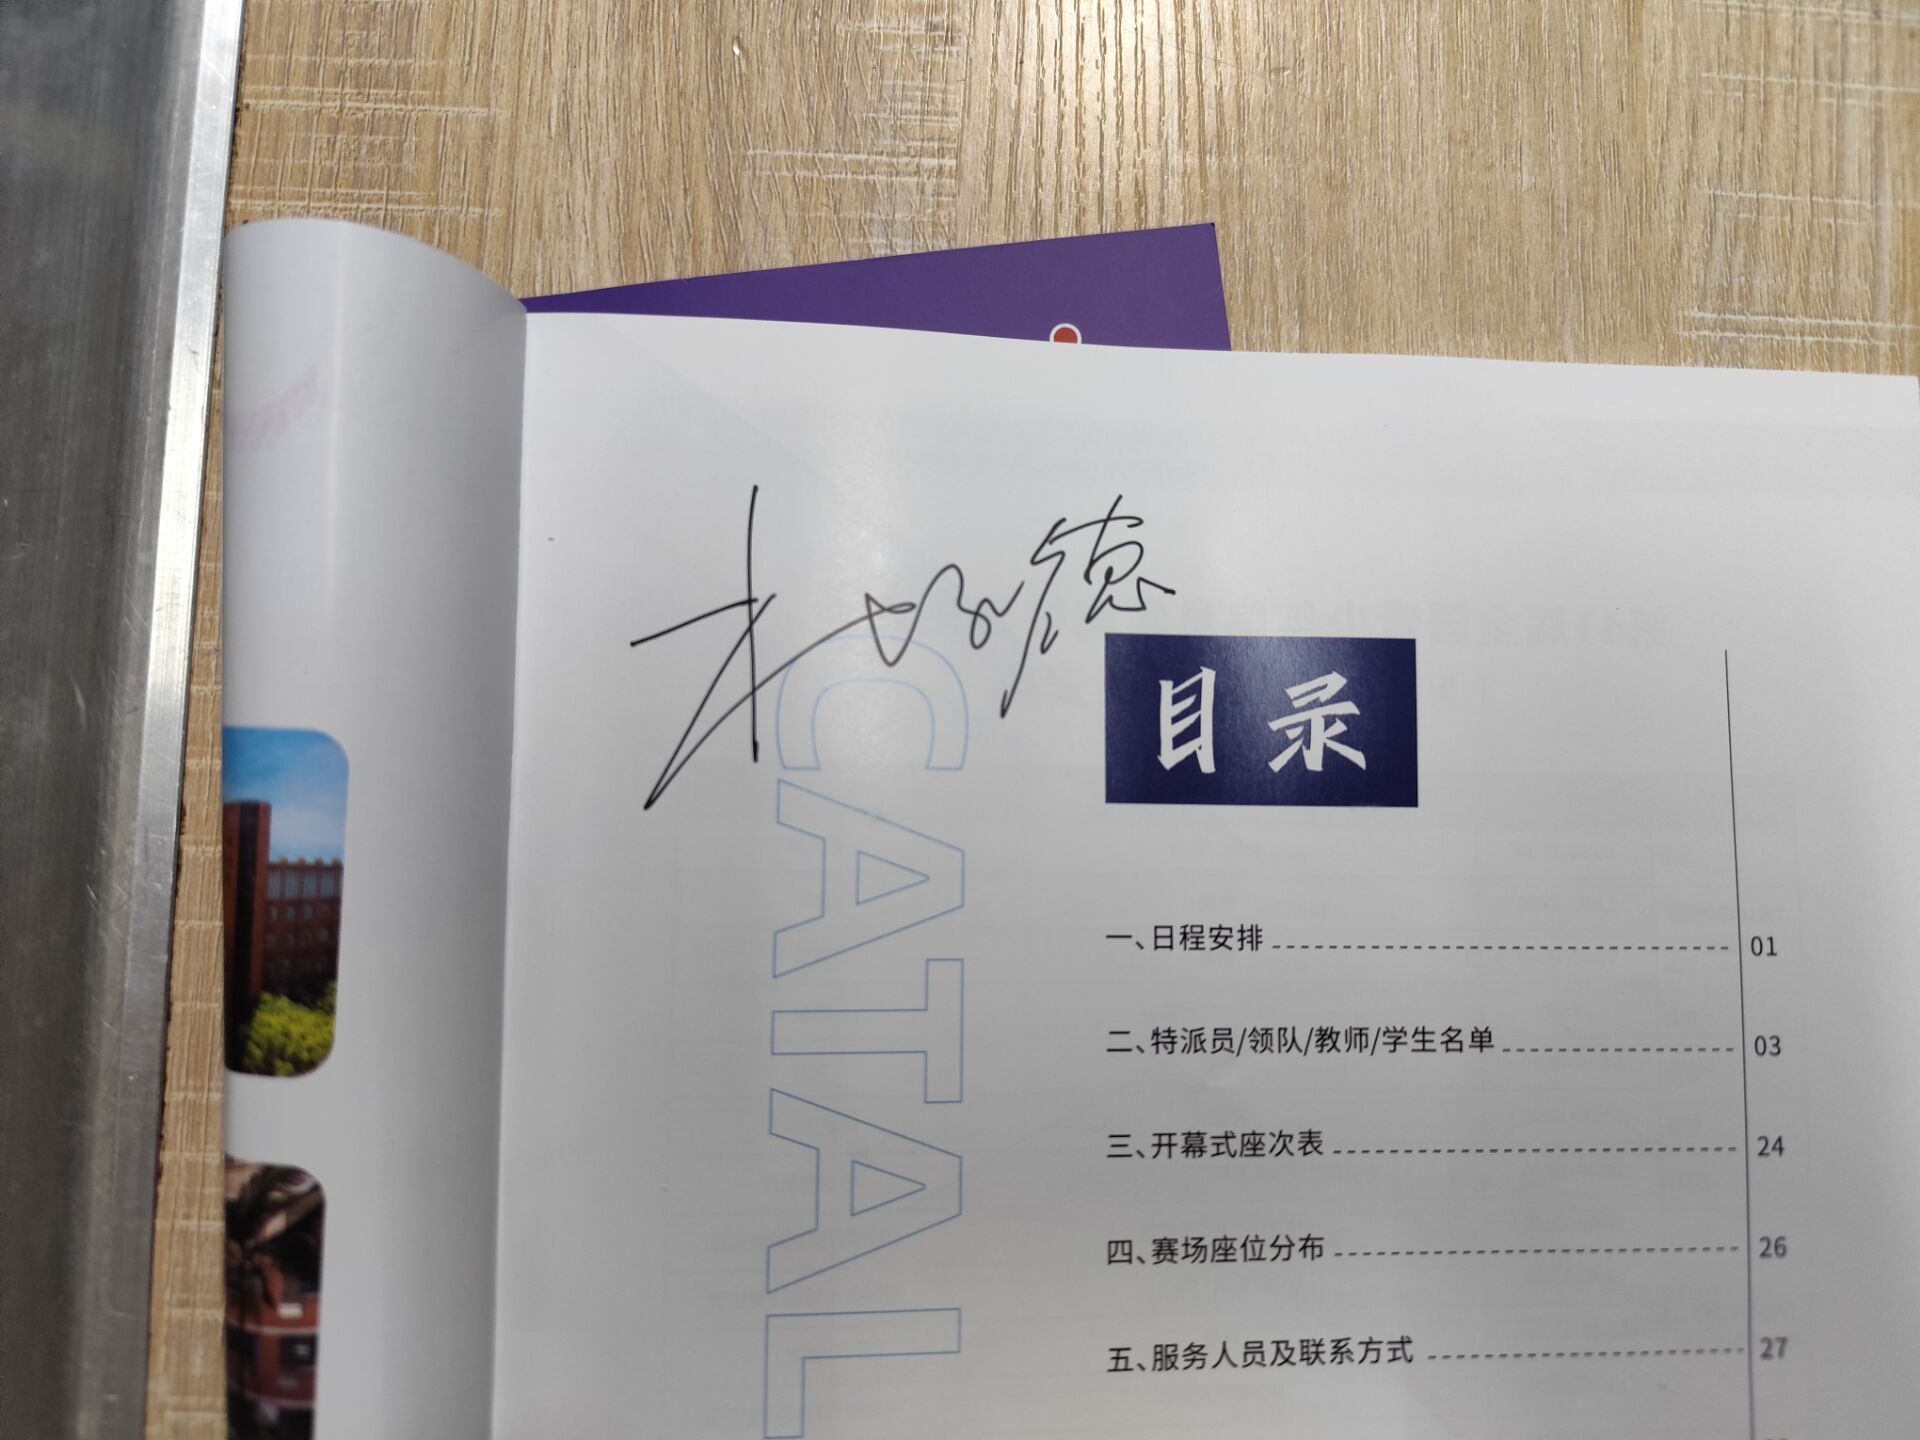 目录
CATAL
一、日程安排 01
二、特派员/领队/教师/学生名单 03
三、开幕式座次表 24
四、赛场座位分布 26
五、服务人员及联系方式 27